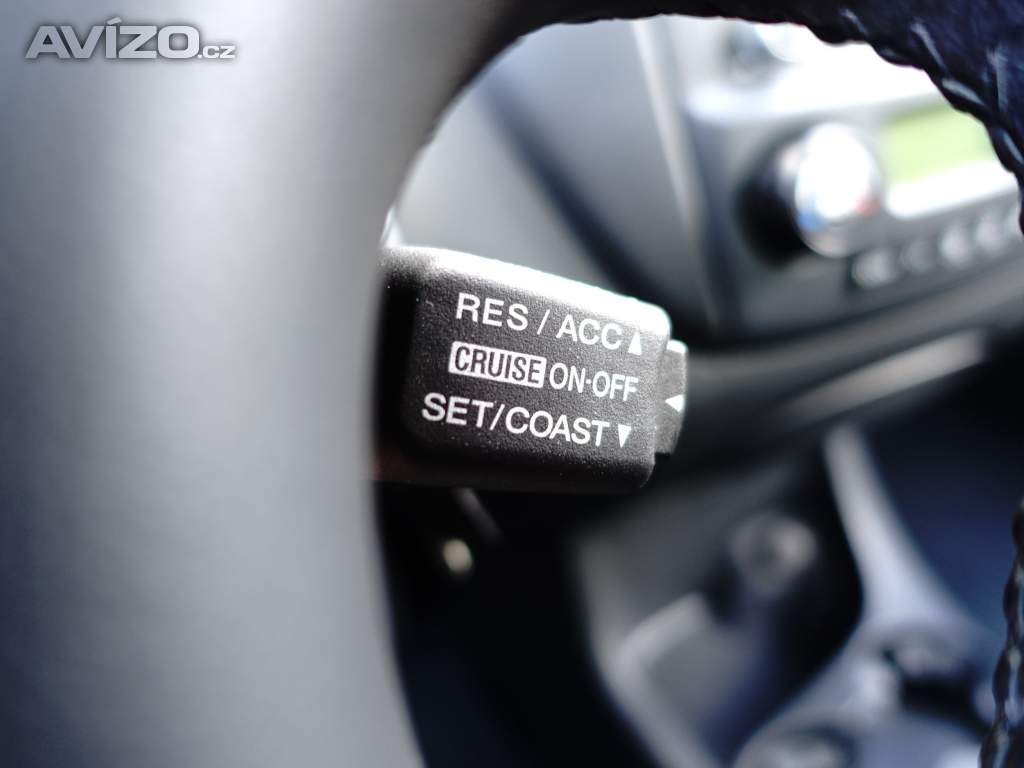 AVÍZO.cz
RES / ACC ▲
CRUISE ON·OFF
SET/COAST ▼